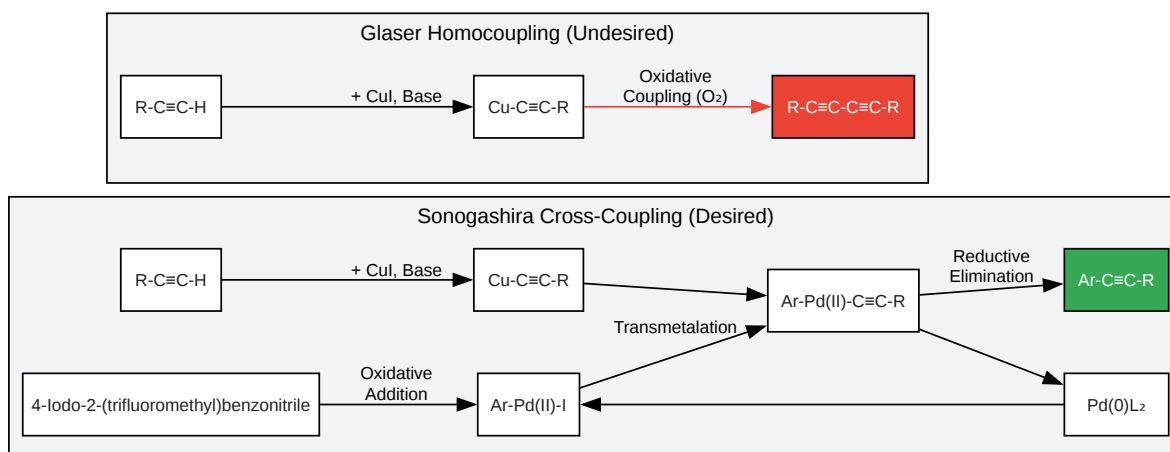 Glaser Homocoupling (Undesired)
R-C≡C-H
+ CuI, Base
Cu-C≡C-R
Oxidative
Coupling (O₂)
R-C≡C-C≡C-R
Sonogashira Cross-Coupling (Desired)
R-C≡C-H
+ CuI, Base
Cu-C≡C-R
Ar-Pd(II)-C≡C-R
Reductive
Elimination
Ar-C≡C-R
Transmetalation
4-Iodo-2-(trifluoromethyl)benzonitrile
Oxidative
Addition
Ar-Pd(II)-I
Pd(0)L₂